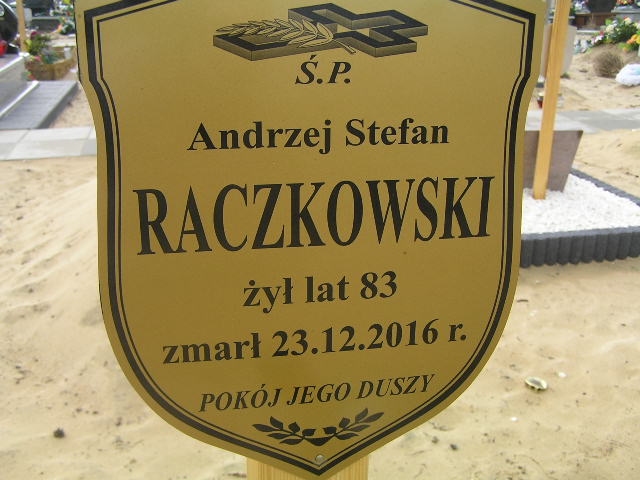 Ś.P.
Andrzej Stefan
RACZKOWSKI
żył lat 83
zmarł 23.12.2016 r.
POKÓJ JEGO DUSZY